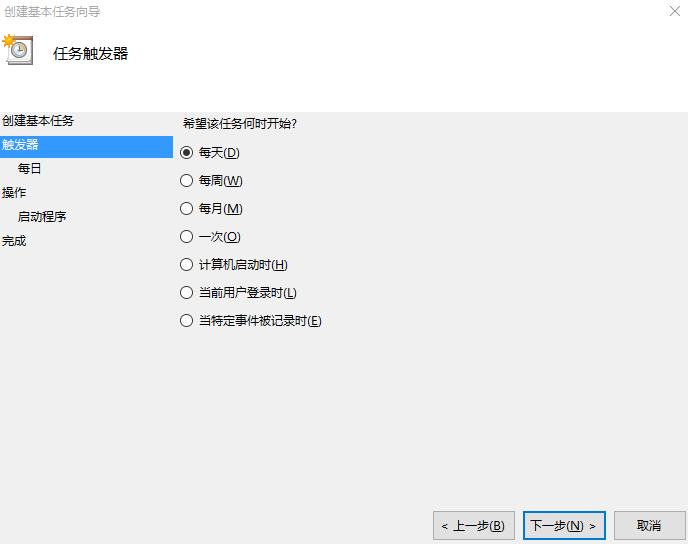 创建基本任务向导
任务触发器
创建基本任务
触发器
每日
操作
启动程序
完成
希望该任务何时开始?
每天(D)
每周(W)
每月(M)
一次(O)
计算机启动时(H)
当前用户登录时(L)
当特定事件被记录时(E)
< 上一步(B)
下一步(N) >
取消